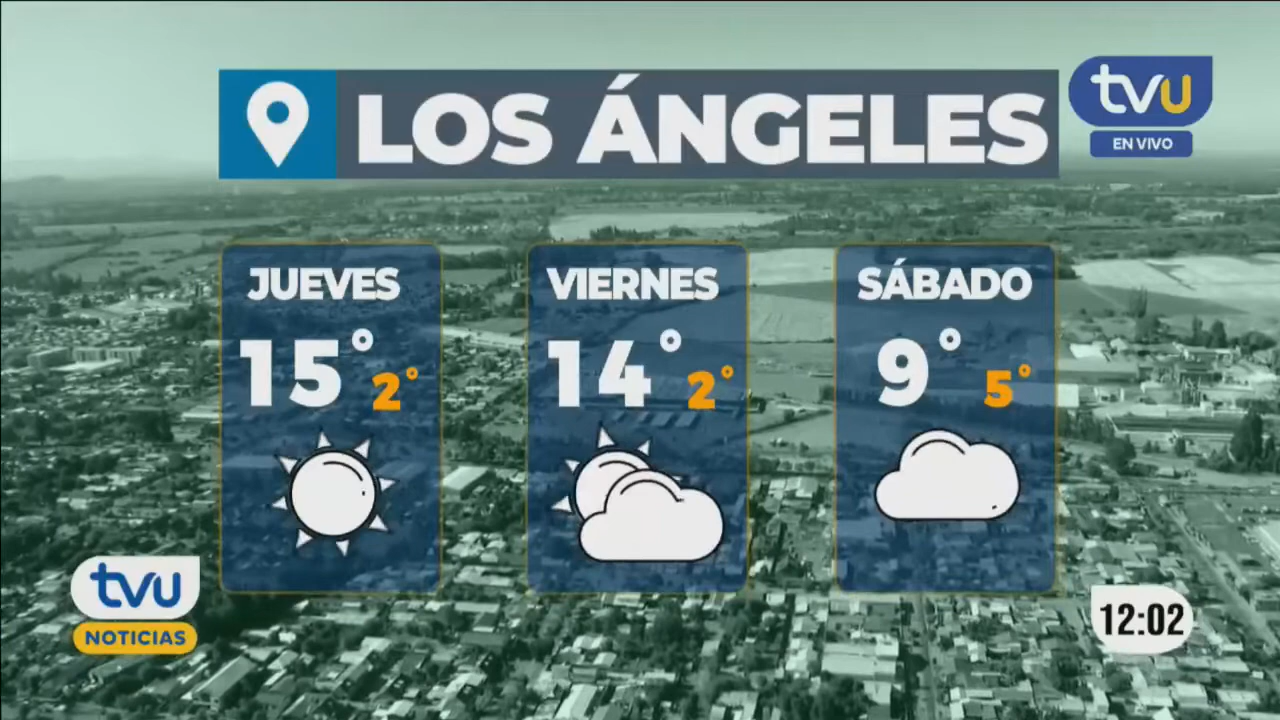 LOS ÁNGELES
tvu
EN VIVO
JUEVES
15° 2°
VIERNES
14° 2°
SÁBADO
9° 5°
tvu
NOTICIAS
12:02